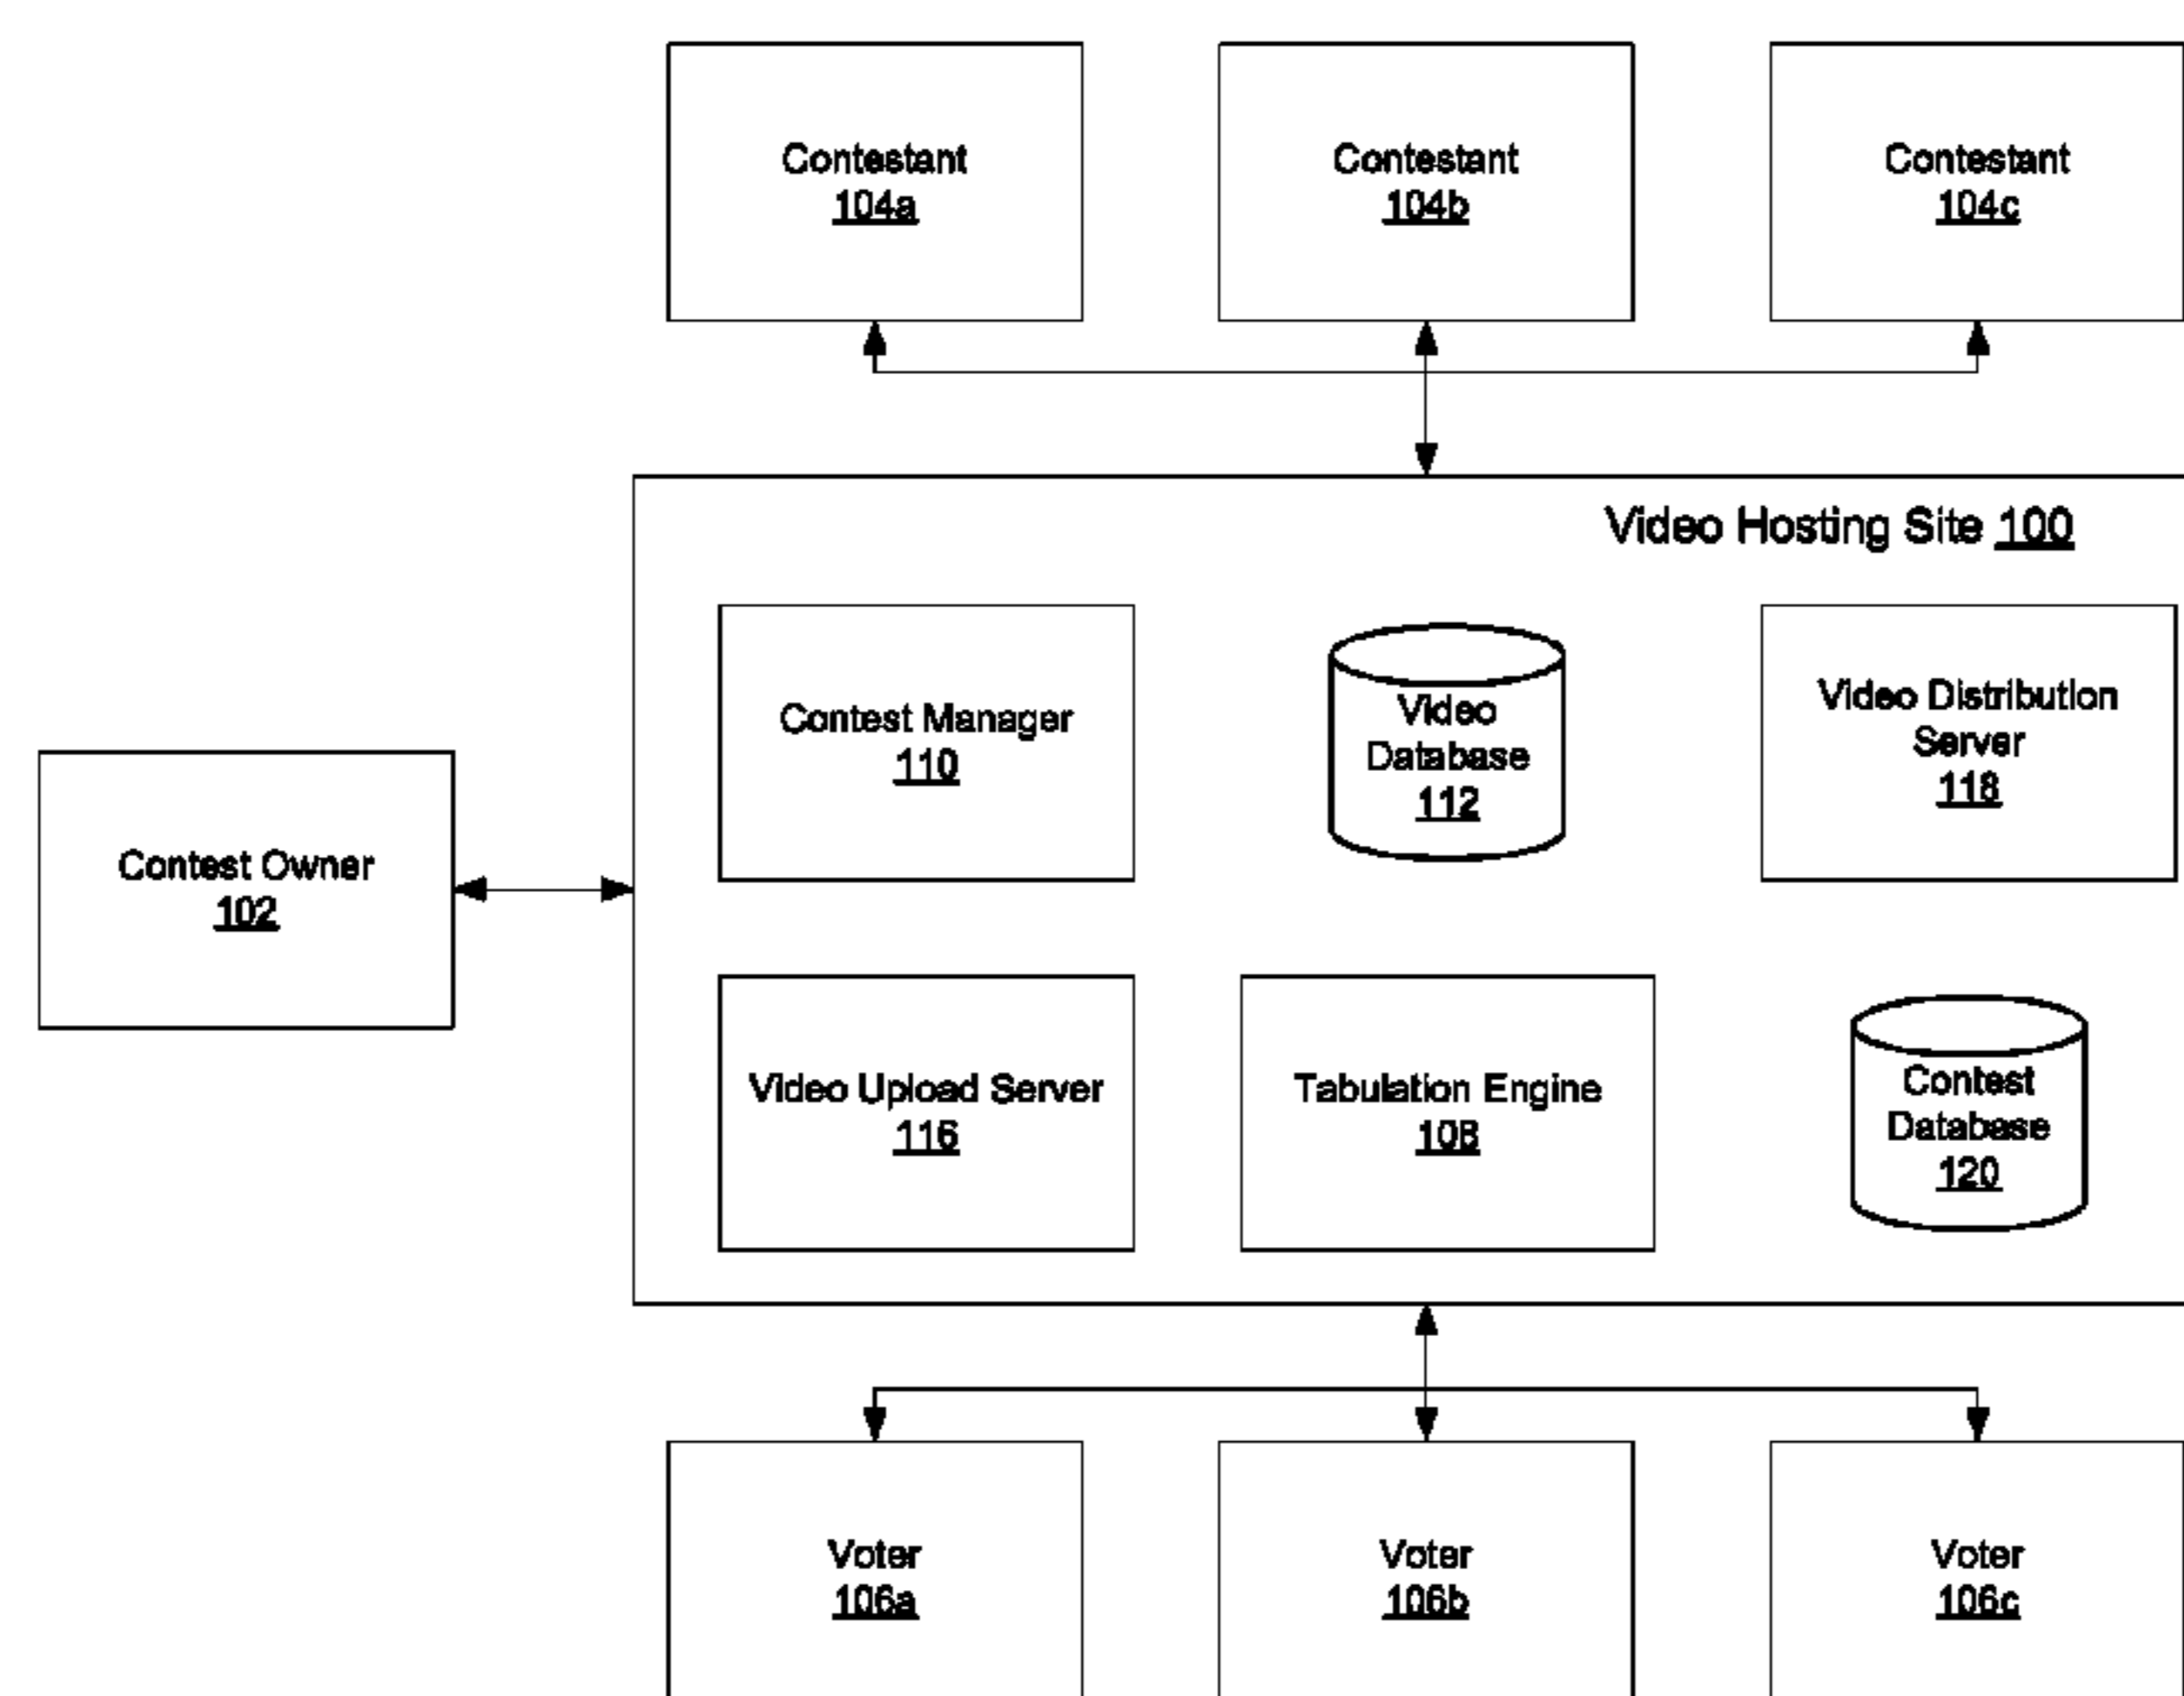 Contestant
104a
Contestant
104b
Contestant
104c
Video Hosting Site 100
Contest Manager
110
Video
Database
112
Video Distribution
Server
118
Contest Owner
102
Video Upload Server
116
Tabulation Engine
108
Contest
Database
120
Voter
106a
Voter
106b
Voter
106c